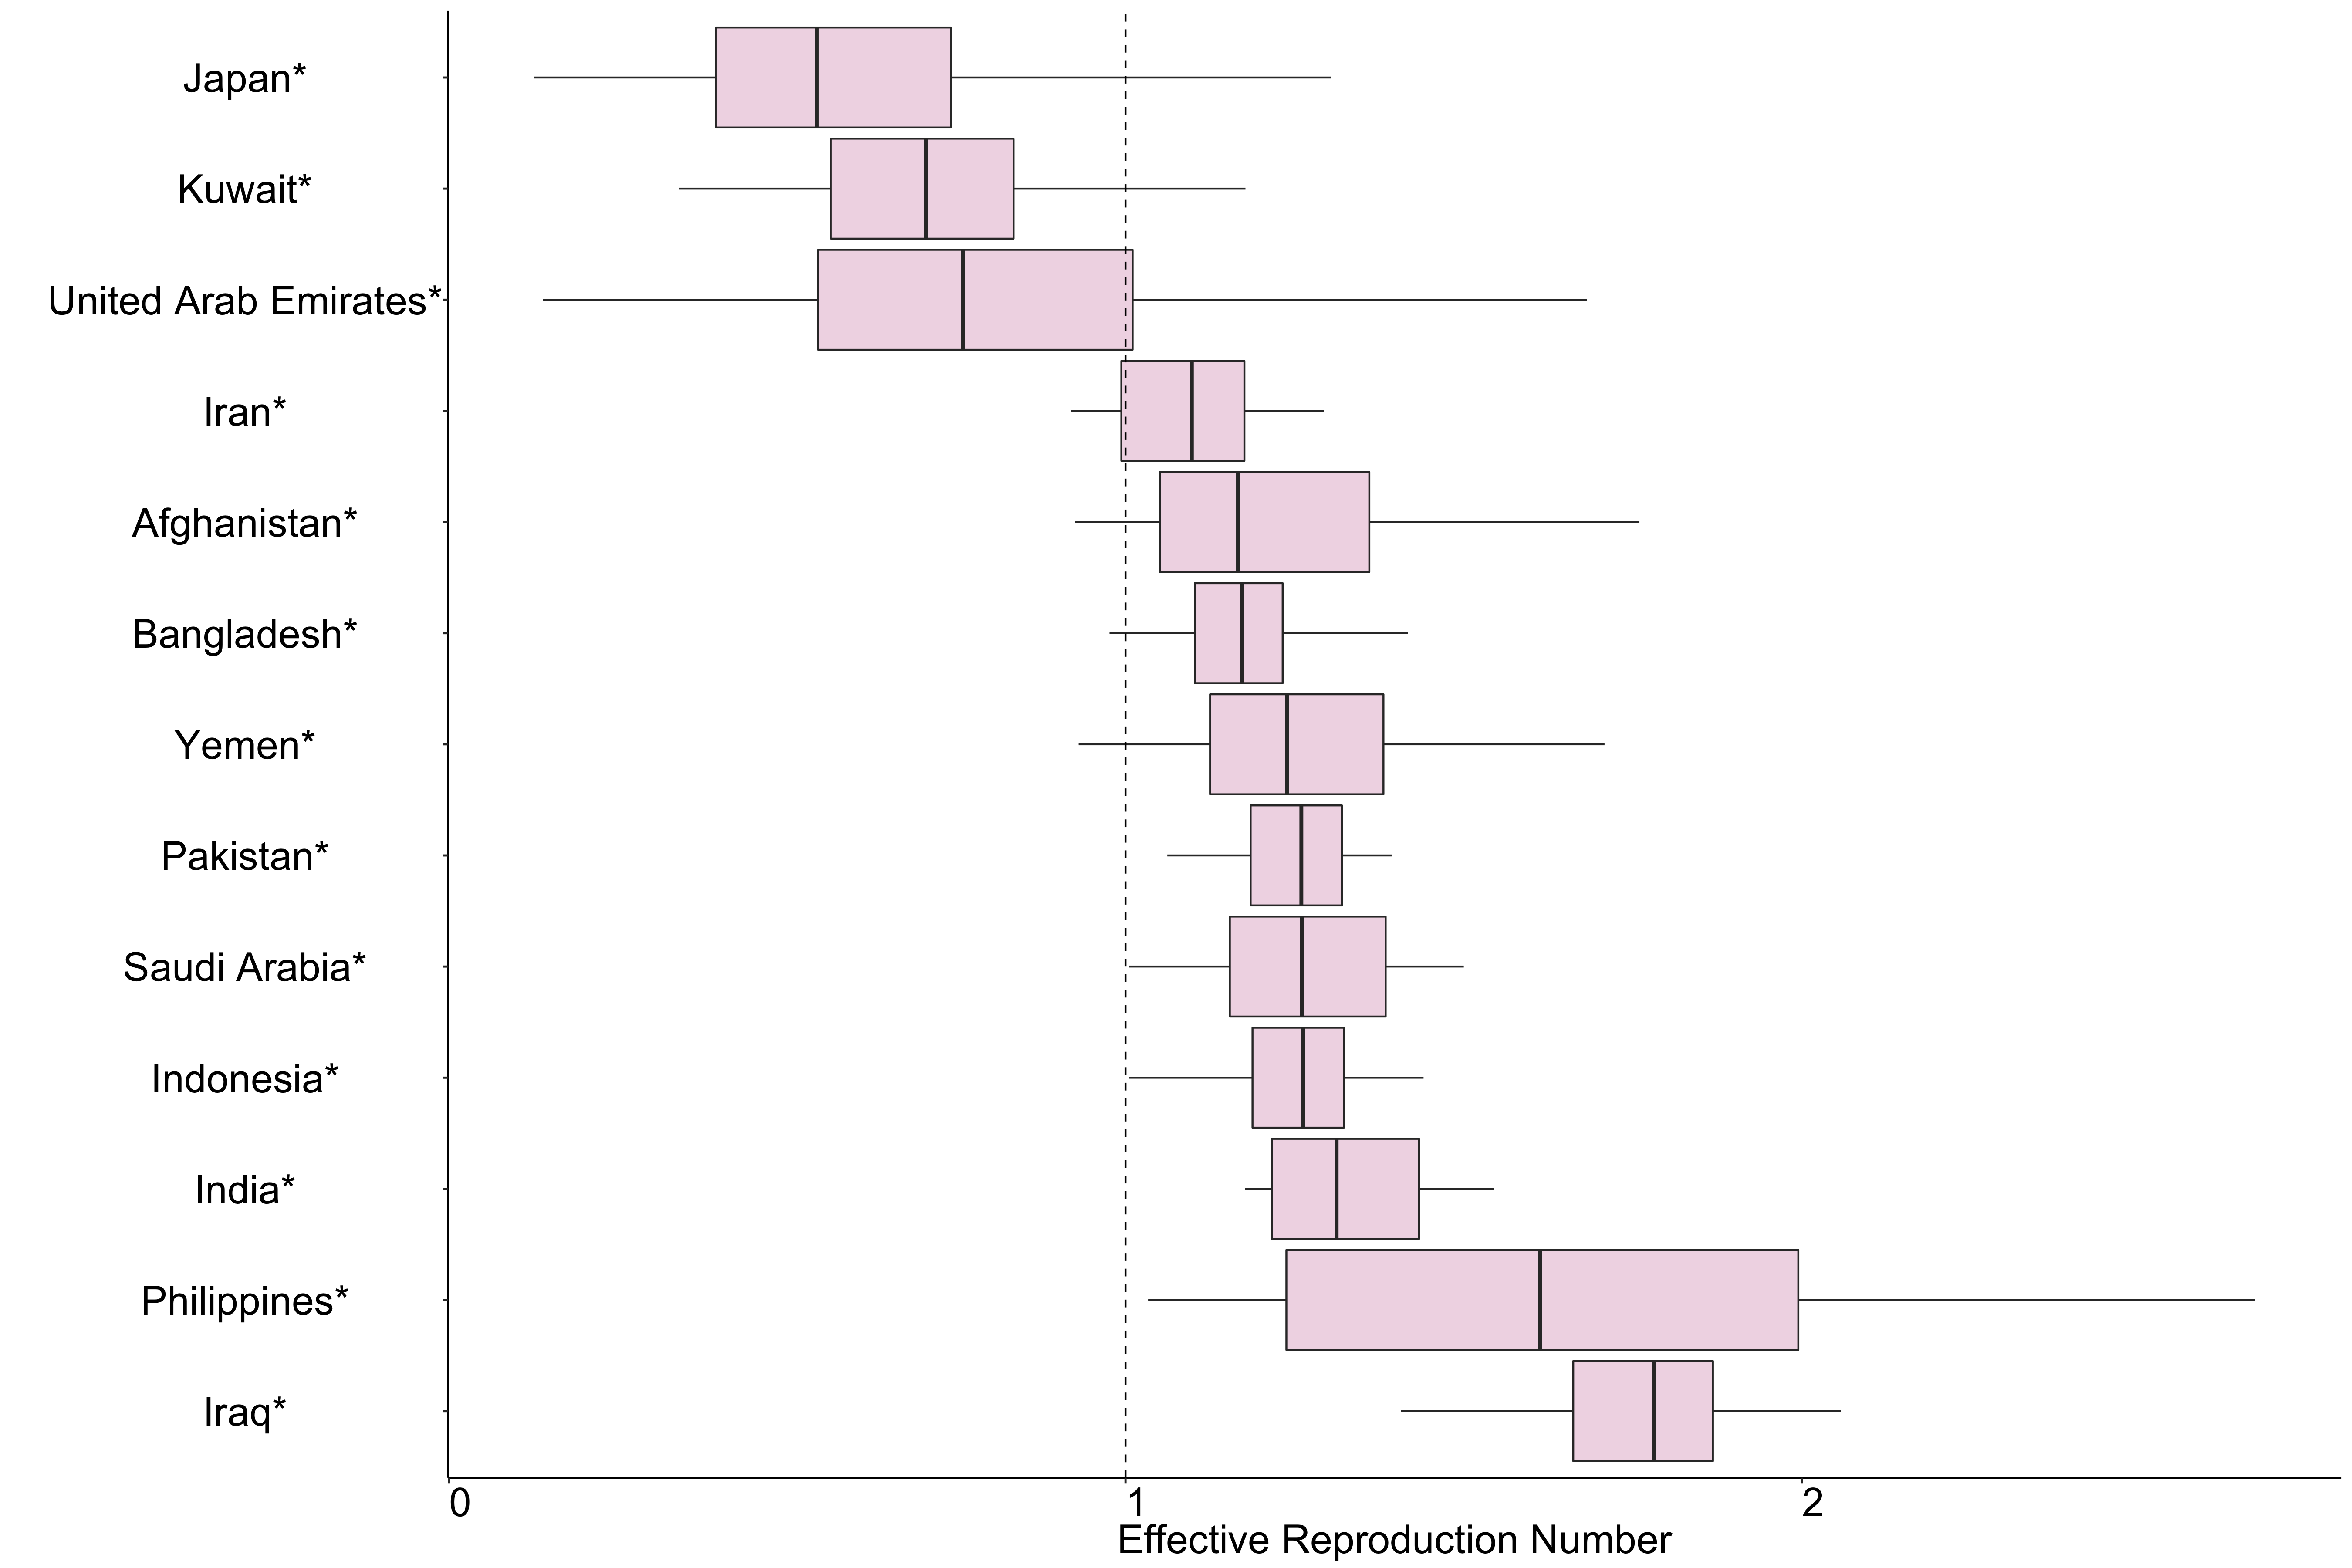 Japan*
Kuwait*
United Arab Emirates*
Iran*
Afghanistan*
Bangladesh*
Yemen*
Pakistan*
Saudi Arabia*
Indonesia*
India*
Philippines*
Iraq*
0 1 2
Effective Reproduction Number